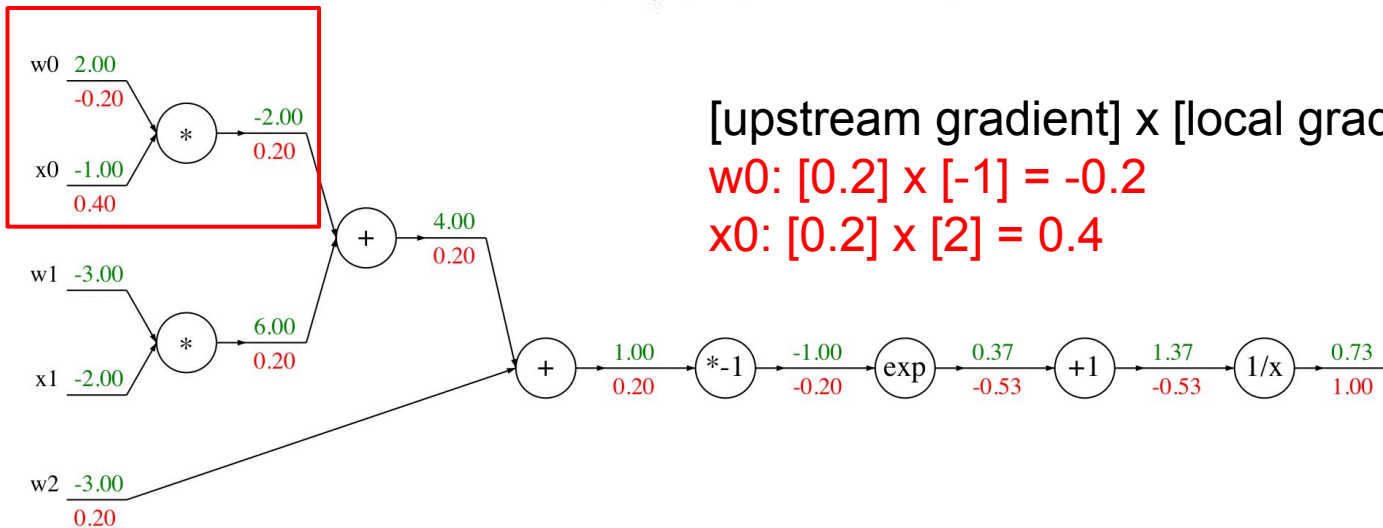 w0 2.00
-0.20
*
-2.00
0.20
x0 -1.00
0.40
[upstream gradient] x [local grad
w0: [0.2] x [-1] = -0.2
x0: [0.2] x [2] = 0.4
+
4.00
0.20
w1 -3.00
*
6.00
0.20
x1 -2.00
+
1.00
0.20
*-1
-1.00
-0.20
exp
0.37
-0.53
+1
1.37
-0.53
1/x
0.73
1.00
w2 -3.00
0.20